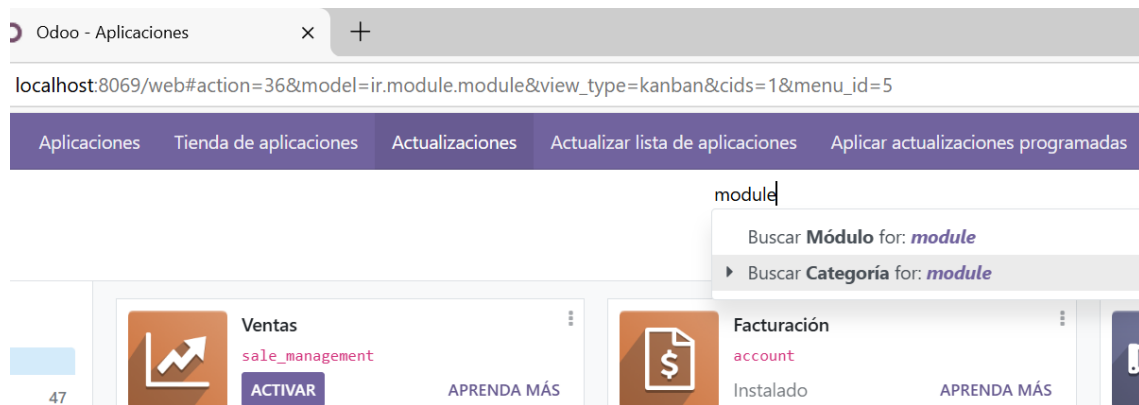 Odoo - Aplicaciones
localhost:8069/web#action=36&model=ir.module.module&view_type=kanban&cids=1&menu_id=5
Aplicaciones Tienda de aplicaciones Actualizaciones Actualizar lista de aplicaciones Aplicar actualizaciones programadas
module
Buscar Módulo for: module
Buscar Categoría for: module
Ventas
sale_management
ACTIVAR APRENDA MÁS
Facturación
account
Instalado APRENDA MÁS
47